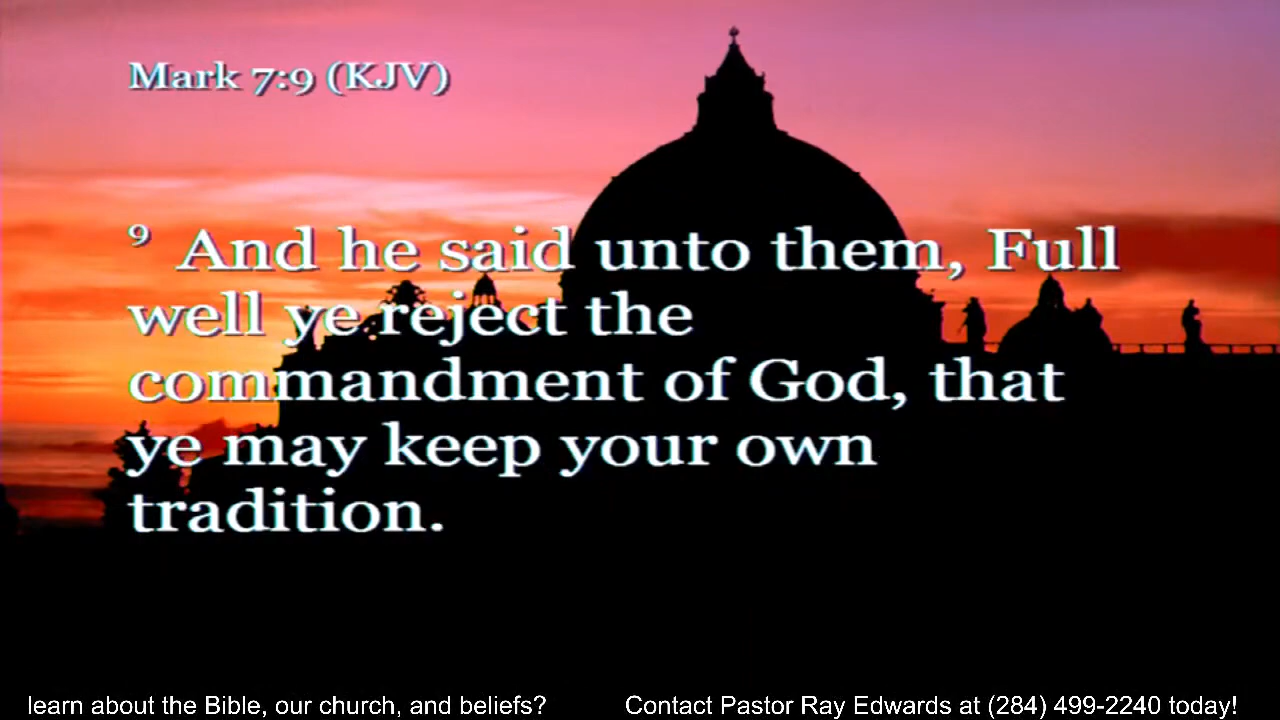 Mark 7:9 (KJV)
9 And he said unto them, Full
well ye reject the
commandment of God, that
ye may keep your own
tradition.
learn about the Bible, our church, and beliefs? Contact Pastor Ray Edwards at (284) 499-2240 today!